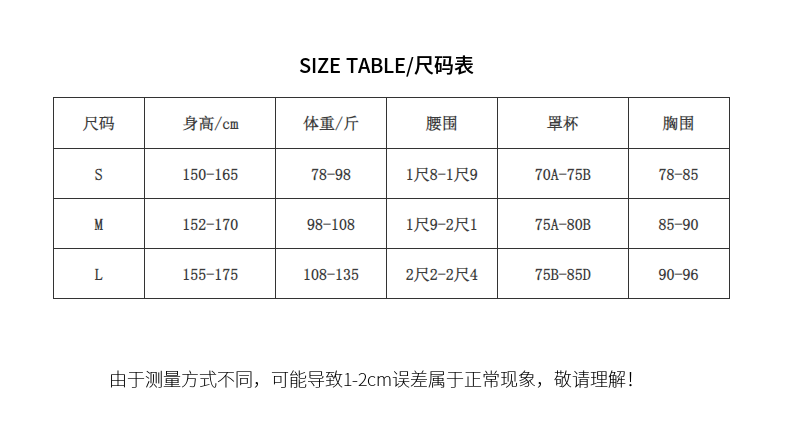 SIZE TABLE/尺码表
尺码 身高/cm 体重/斤 腰围 罩杯 胸围
S 150-165 78-98 1尺8-1尺9 70A-75B 78-85
M 152-170 98-108 1尺9-2尺1 75A-80B 85-90
L 155-175 108-135 2尺2-2尺4 75B-85D 90-96
由于测量方式不同，可能导致1-2cm误差属于正常现象，敬请理解！